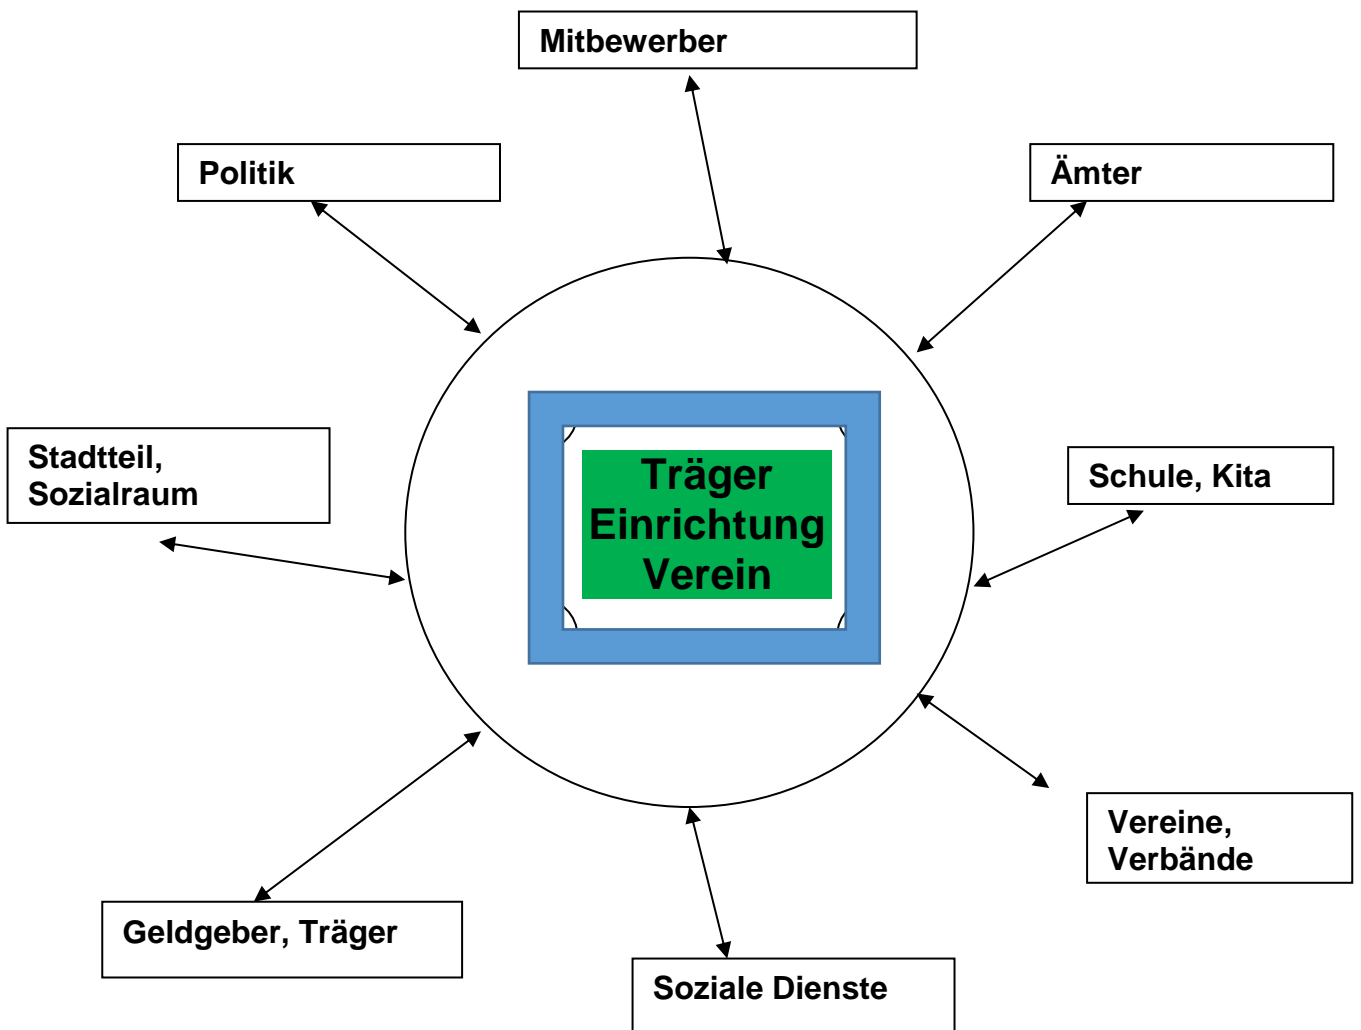 Mitbewerber
Politik
Ämter
Stadtteil,
Sozialraum
Träger
Einrichtung
Verein
Schule, Kita
Vereine,
Verbände
Geldgeber, Träger
Soziale Dienste